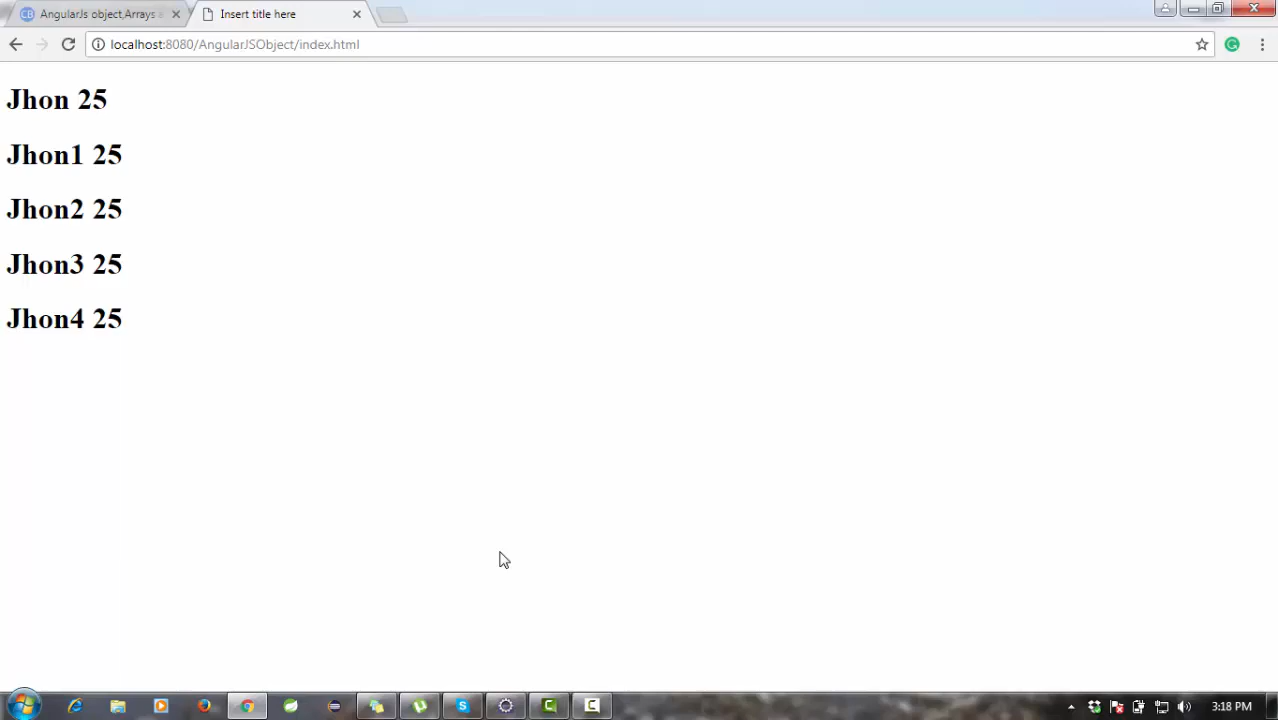 AngularJs object,Arrays a
Insert title here
localhost:8080/AngularJSObject/index.html
Jhon 25
Jhon1 25
Jhon2 25
Jhon3 25
Jhon4 25
3:18 PM